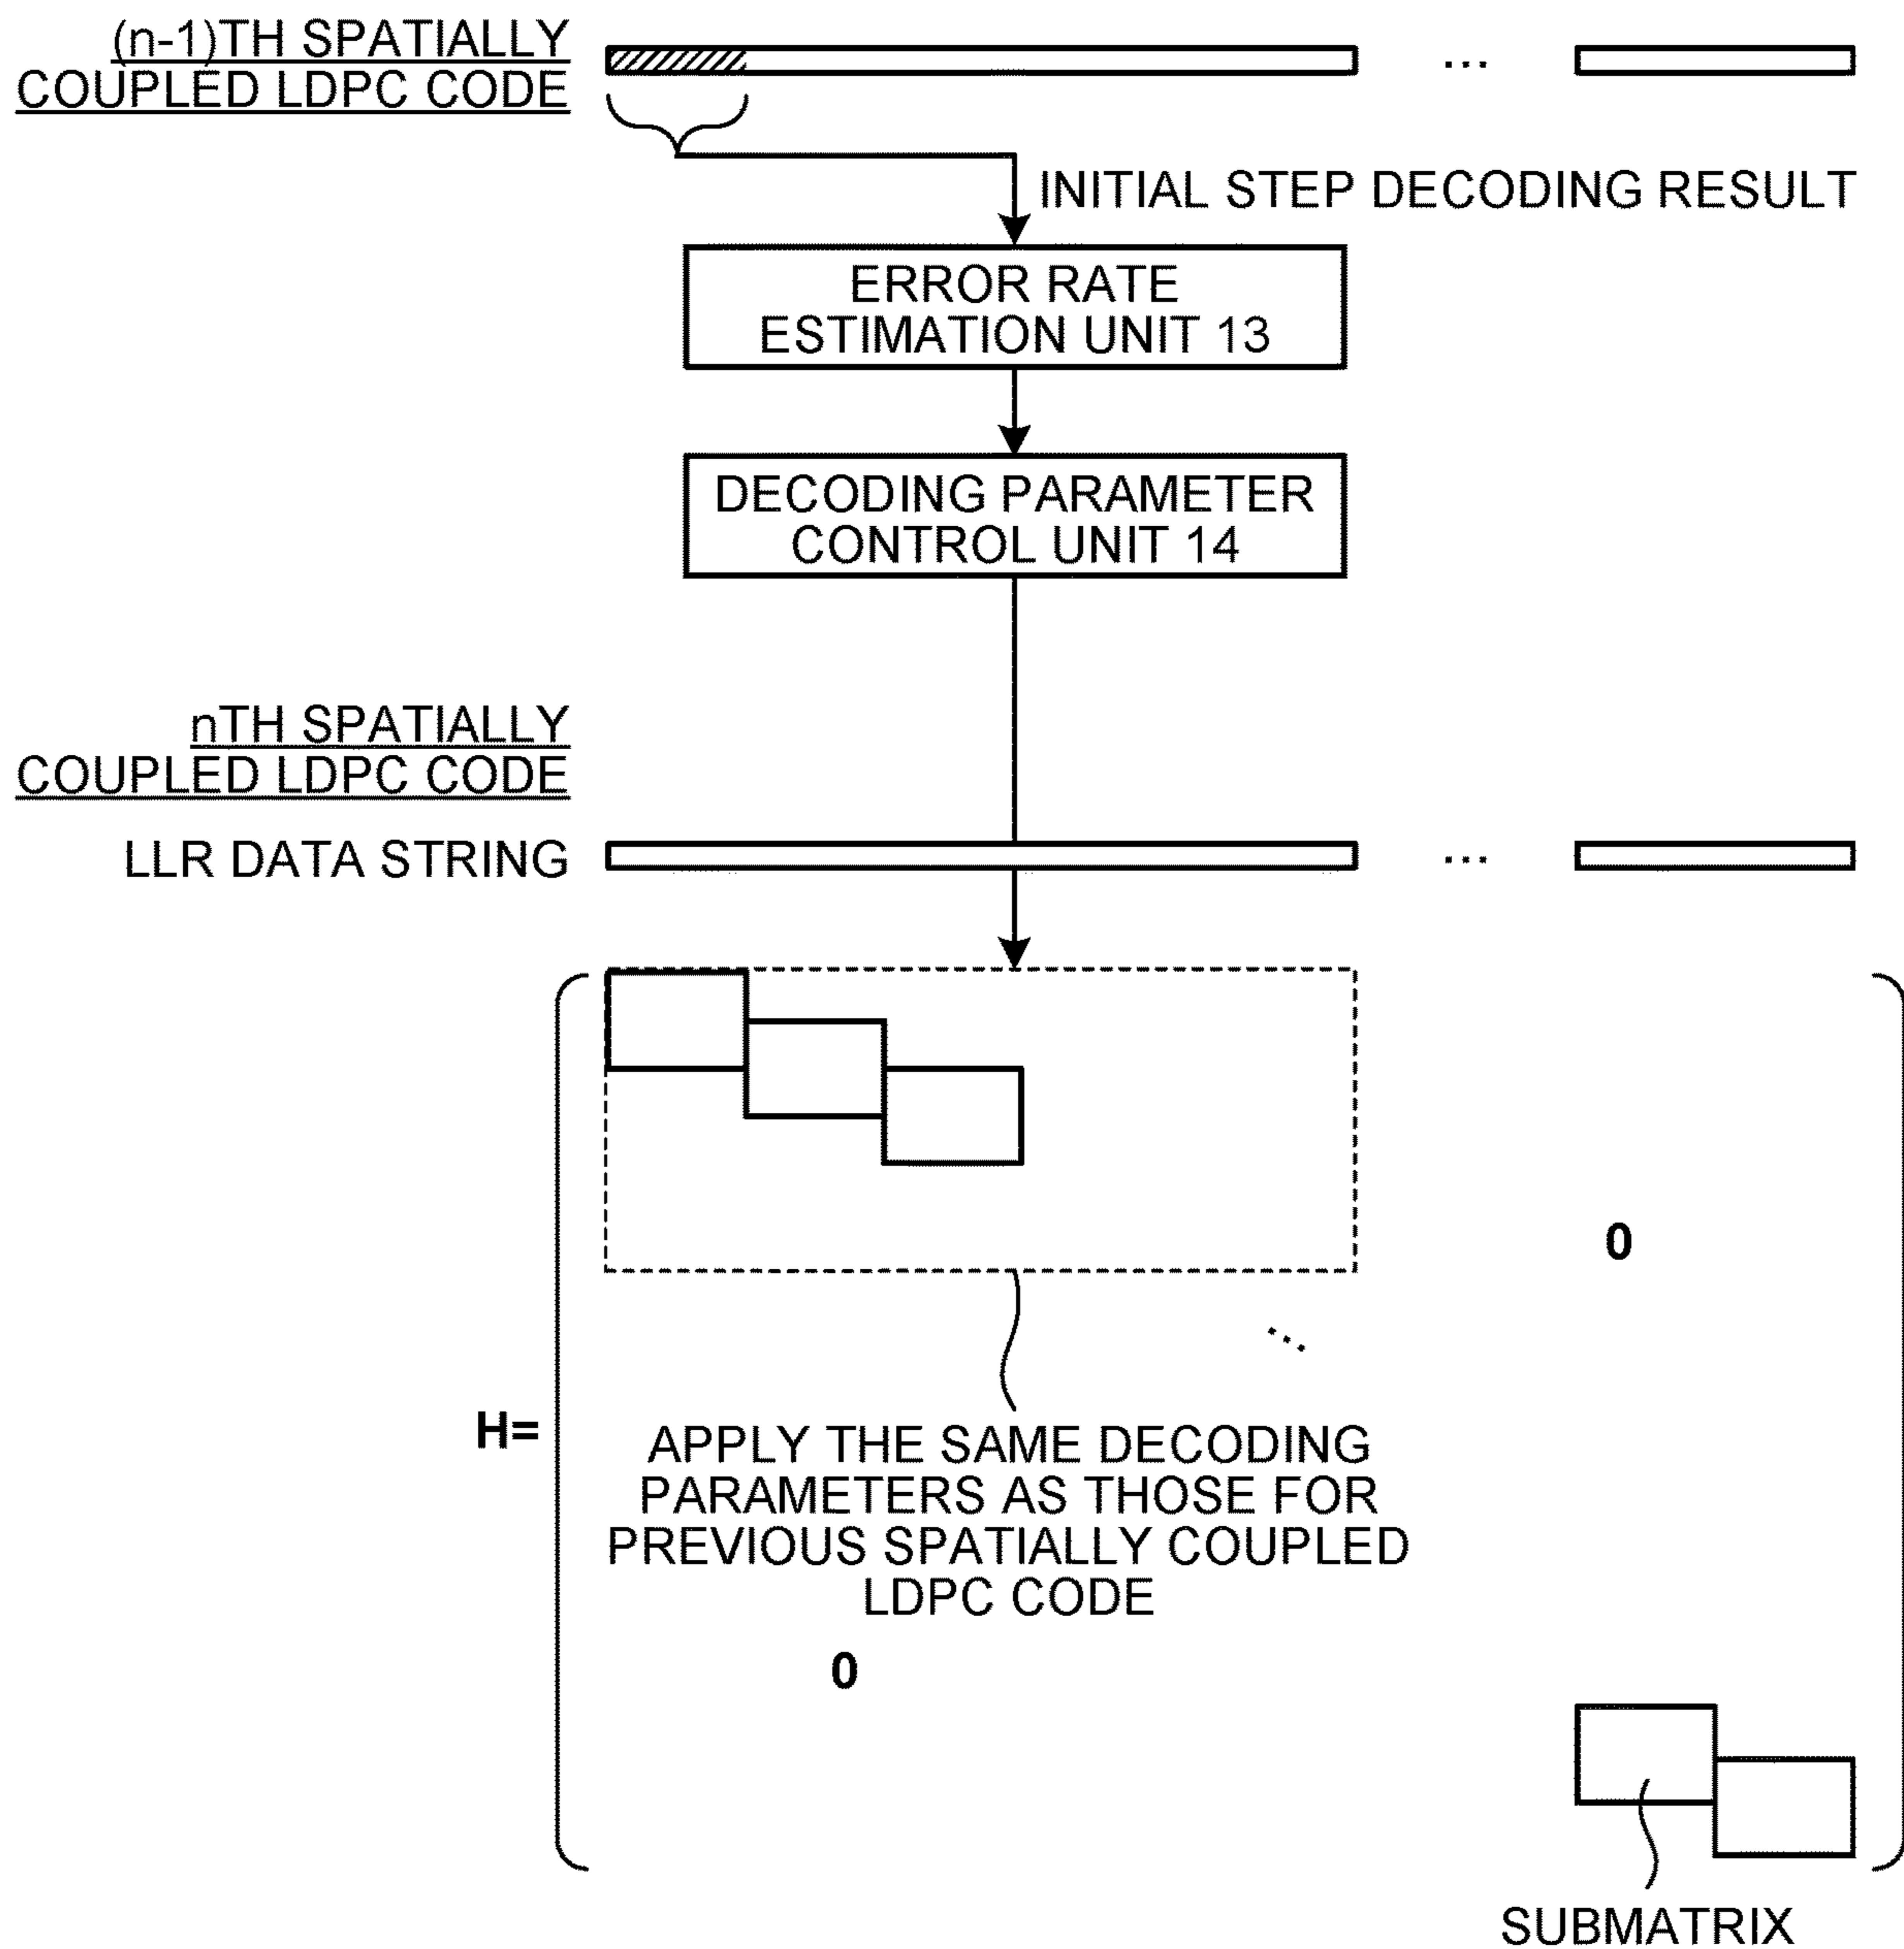 (n-1)TH SPATIALLY
COUPLED LDPC CODE
...
INITIAL STEP DECODING RESULT
ERROR RATE
ESTIMATION UNIT 13
DECODING PARAMETER
CONTROL UNIT 14
nTH SPATIALLY
COUPLED LDPC CODE
LLR DATA STRING
...
0
H=
APPLY THE SAME DECODING
PARAMETERS AS THOSE FOR
PREVIOUS SPATIALLY COUPLED
LDPC CODE
0
SUBMATRIX